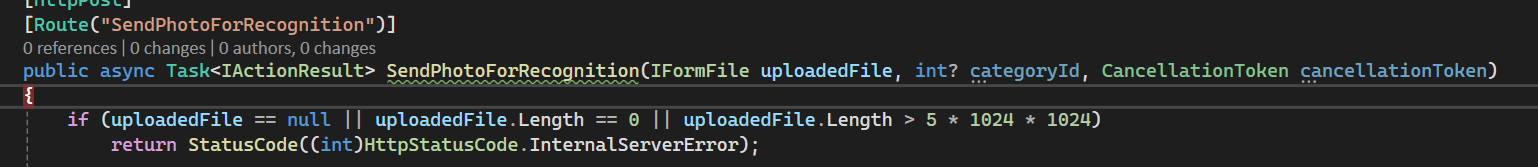 [HttpPost]
[Route("SendPhotoForRecognition")]
0 references | 0 changes | 0 authors, 0 changes
public async Task<IActionResult> SendPhotoForRecognition(IFormFile uploadedFile, int? categoryId, CancellationToken cancellationToken)
{
if (uploadedFile == null || uploadedFile.Length == 0 || uploadedFile.Length > 5 * 1024 * 1024)
return StatusCode((int)HttpStatusCode.InternalServerError);